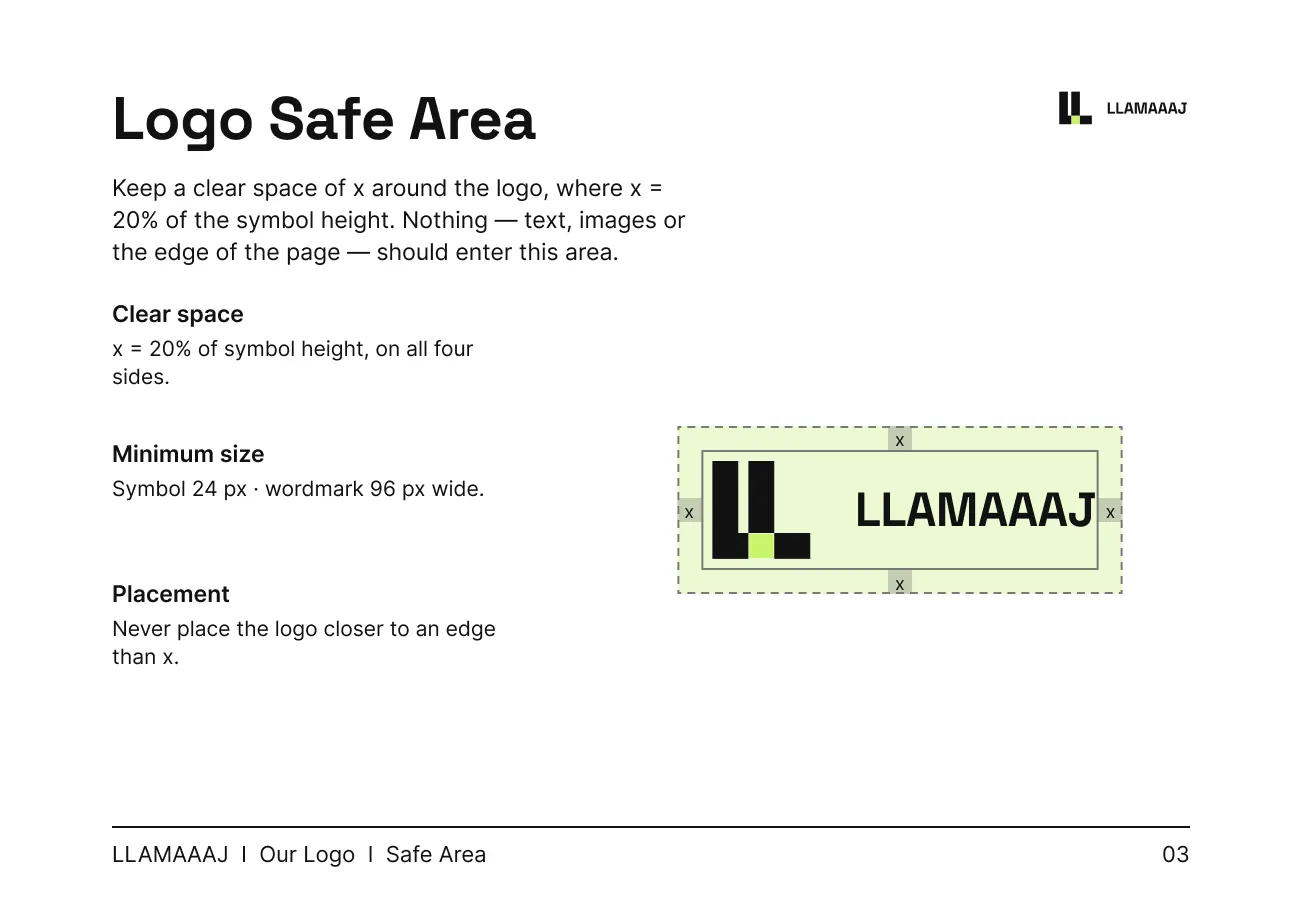 Logo Safe Area
LLAMAAAJ
Keep a clear space of x around the logo, where x =
20% of the symbol height. Nothing — text, images or
the edge of the page — should enter this area.
Clear space
x = 20% of symbol height, on all four
sides.
Minimum size
Symbol 24 px · wordmark 96 px wide.
Placement
Never place the logo closer to an edge
than x.
x
x
LLAMAAAJ
x
x
LLAMAAAJ I Our Logo I Safe Area
03